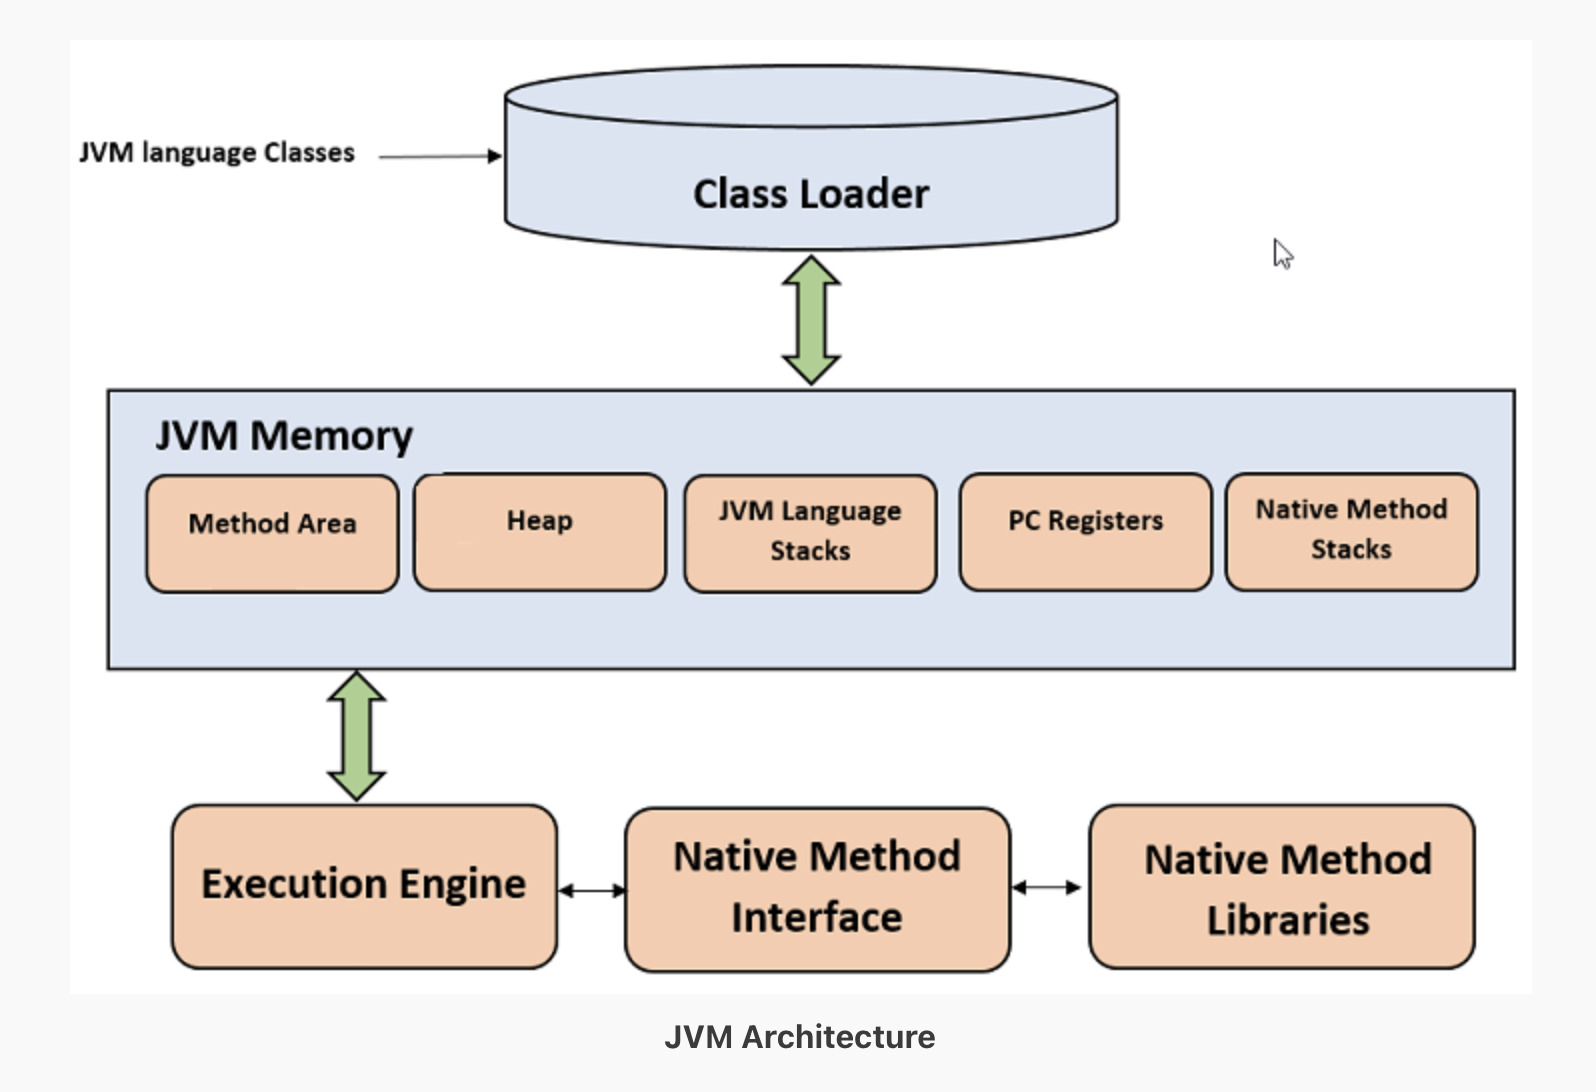 JVM language Classes
Class Loader
JVM Memory
Method Area
Heap
JVM Language
Stacks
PC Registers
Native Method
Stacks
Execution Engine
Native Method
Interface
Native Method
Libraries
JVM Architecture